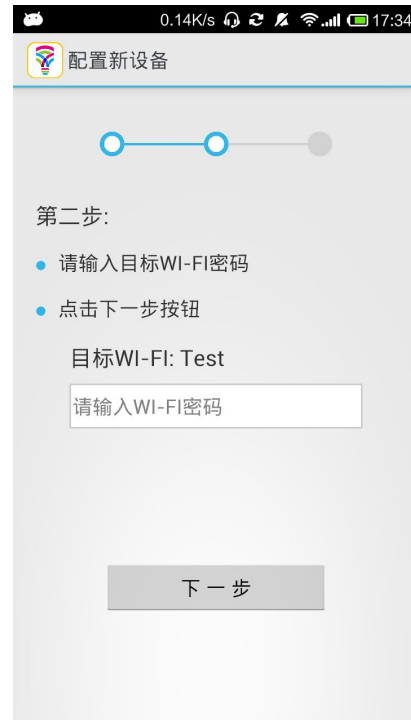 0.14K/s 17:34
配置新设备
第二步:
请输入目标WI-FI密码
点击下一步按钮
目标WI-FI: Test
请输入WI-FI密码
下一步